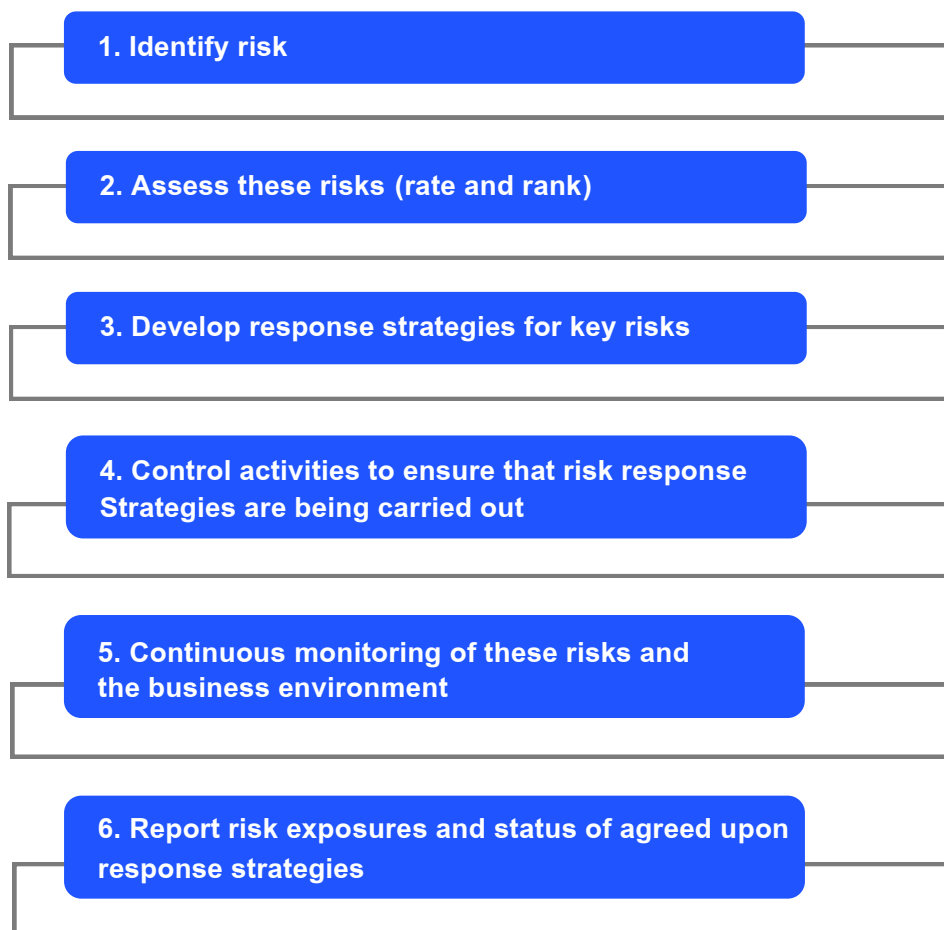 1. Identify risk
2. Assess these risks (rate and rank)
3. Develop response strategies for key risks
4. Control activities to ensure that risk response
Strategies are being carried out
5. Continuous monitoring of these risks and
the business environment
6. Report risk exposures and status of agreed upon
response strategies